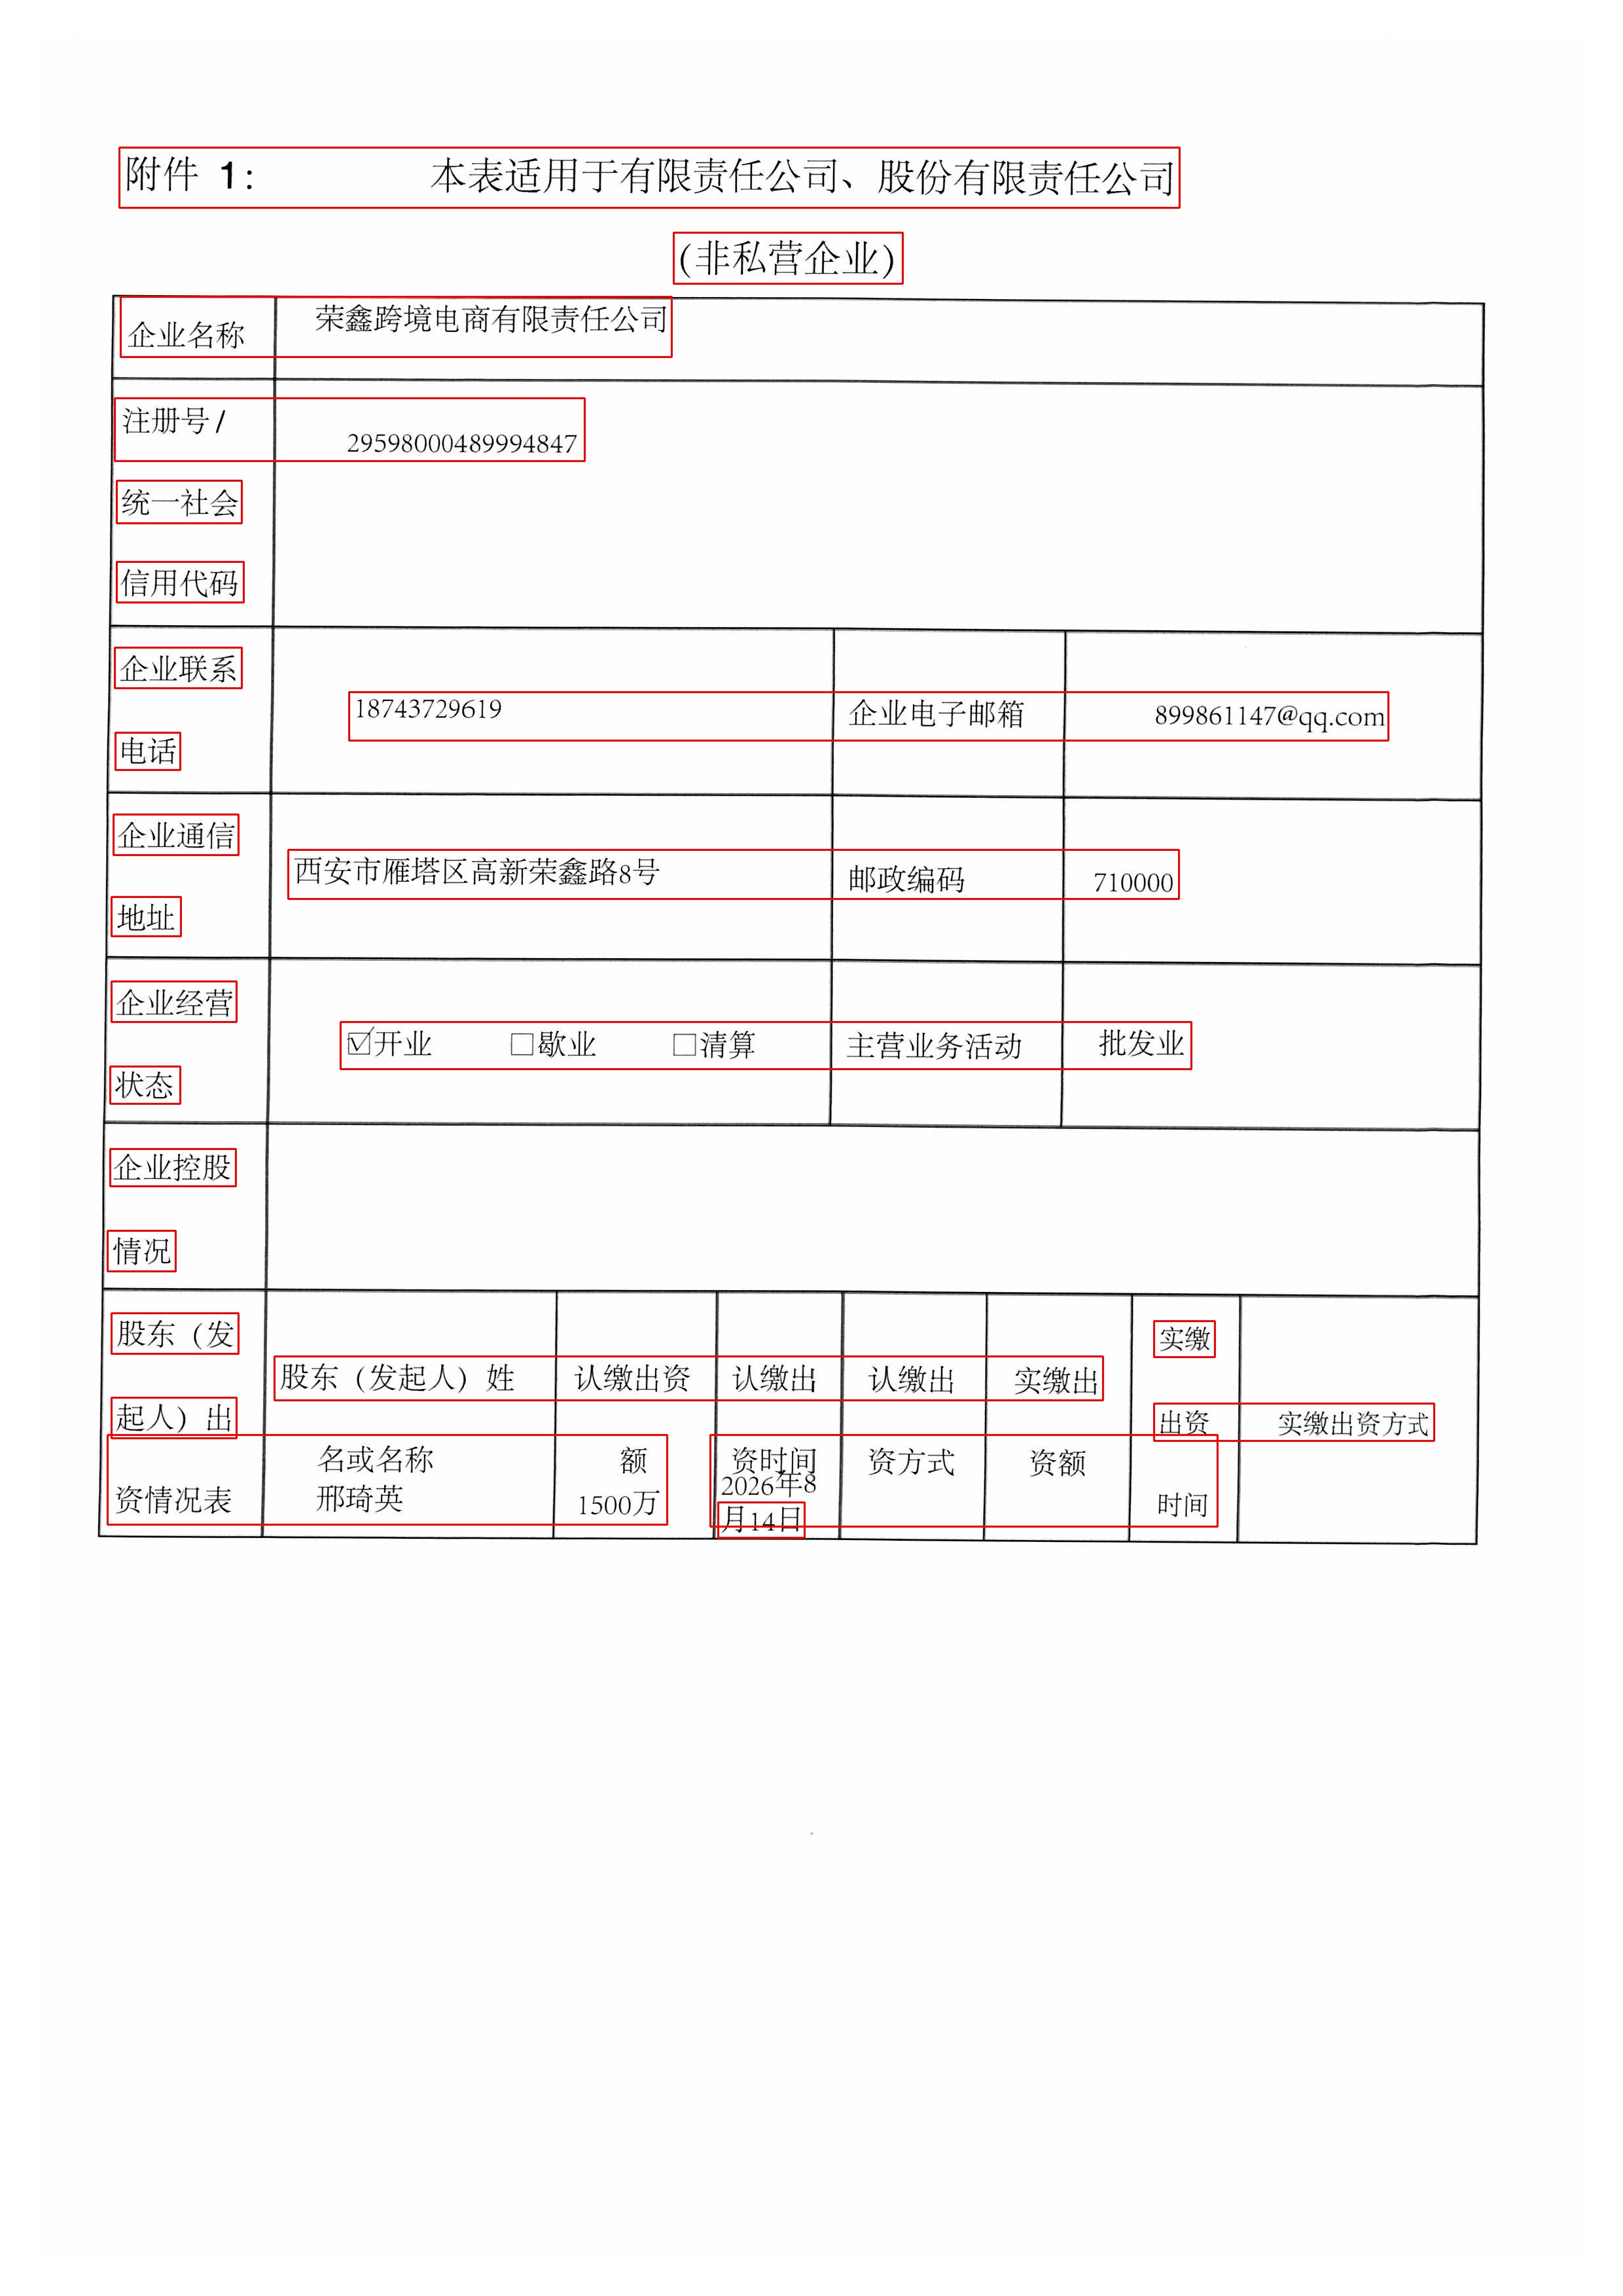 附件 1： 本表适用于有限责任公司、股份有限责任公司
(非私营企业)
企业名称 荣鑫跨境电商有限责任公司
注册号/ 29598000489994847
统一社会
信用代码
企业联系
18743729619 企业电子邮箱 899861147@qq.com
电话
企业通信
西安市雁塔区高新荣鑫路8号 邮政编码 710000
地址
企业经营
☑开业 □歇业 □清算 主营业务活动 批发业
状态
企业控股
情况
股东（发
实缴
股东（发起人）姓 认缴出资 认缴出 认缴出 实缴出
起人）出
出资 实缴出资方式
名或名称 额 资时间 资方式 资额
资情况表 邢琦英 1500万 2026年8 时间
月14日